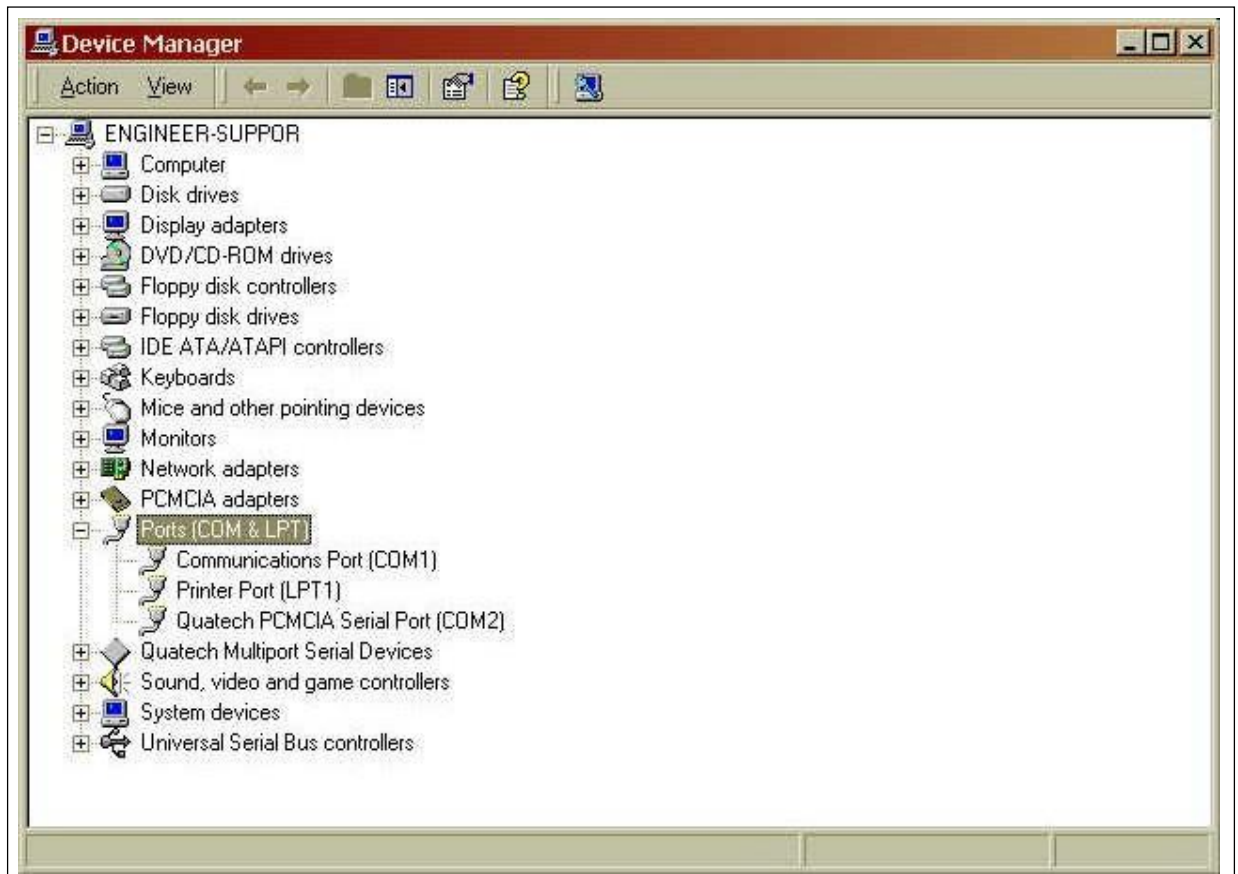 Device Manager
Action View
ENGINEER-SUPPOR
Computer
Disk drives
Display adapters
DVD/CD-ROM drives
Floppy disk controllers
Floppy disk drives
IDE ATA/ATAPI controllers
Keyboards
Mice and other pointing devices
Monitors
Network adapters
PCMCIA adapters
Ports (COM & LPT)
Communications Port (COM1)
Printer Port (LPT1)
Quatech PCMCIA Serial Port (COM2)
Quatech Multiport Serial Devices
Sound, video and game controllers
System devices
Universal Serial Bus controllers